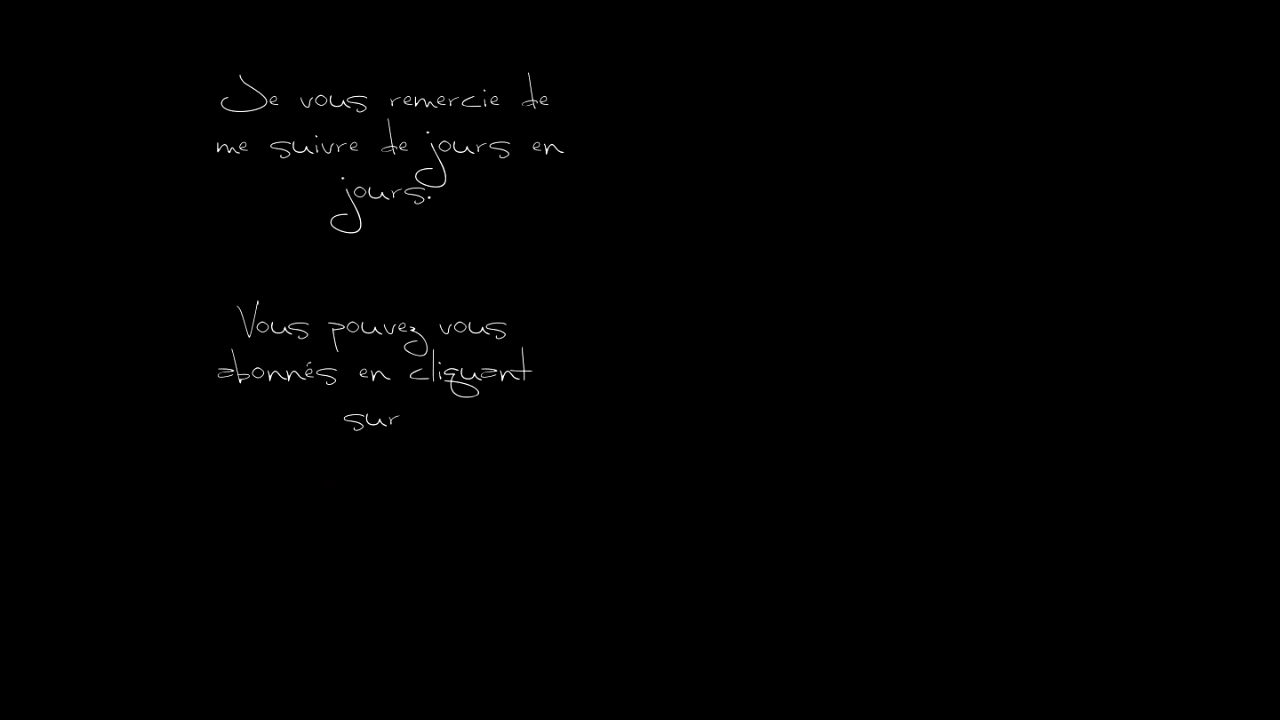 Je vous remercie de
me suivre de jours en
jours.
Vous pouvez vous
abonnés en cliquant
sur